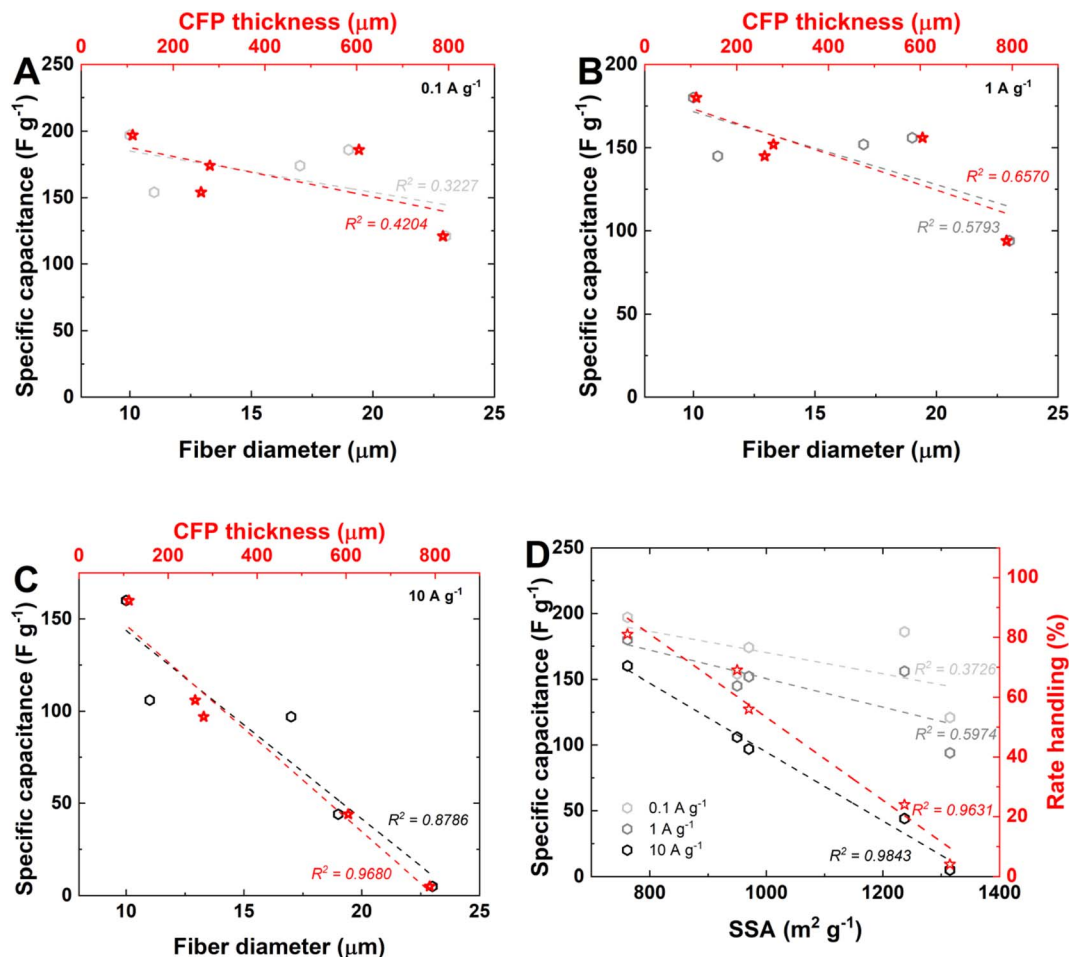 A
CFP thickness (μm)
0 200 400 600 800
0.1 A g-1
Specific capacitance (F g-1)
250
200
150
100
50
0
R2 = 0.3227
R2 = 0.4204
10 15 20 25
Fiber diameter (μm)
B
CFP thickness (μm)
0 200 400 600 800
1 A g-1
Specific capacitance (F g-1)
200
150
100
50
0
R2 = 0.6570
R2 = 0.5793
10 15 20 25
Fiber diameter (μm)
C
CFP thickness (μm)
0 200 400 600 800
10 A g-1
Specific capacitance (F g-1)
150
100
50
0
R2 = 0.8786
R2 = 0.9680
10 15 20 25
Fiber diameter (μm)
D
Specific capacitance (F g-1)
250
200
150
100
50
0
R2 = 0.3726
R2 = 0.5974
R2 = 0.9631
R2 = 0.9843
0.1 A g-1
1 A g-1
10 A g-1
800 1000 1200 1400
SSA (m2 g-1)
100
80
60
40
20
0
Rate handling (%)